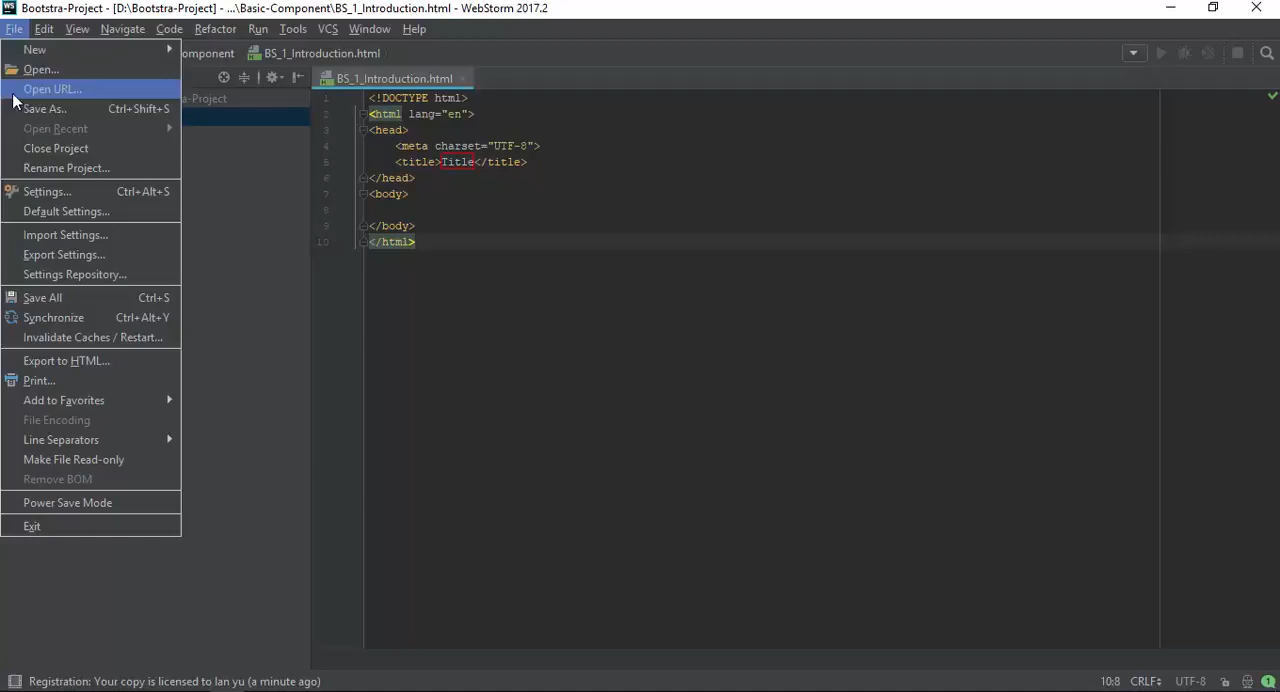 WS Bootstra-Project - [D:\Bootstra-Project] - ...\Basic-Component\BS_1_Introduction.html - WebStorm 2017.2
File Edit View Navigate Code Refactor Run Tools VCS Window Help
omponent BS_1_Introduction.html
BS_1_Introduction.html
a-Project
New
Open...
Open URL...
Save As.. Ctrl+Shift+S
Open Recent
Close Project
Rename Project...
Settings... Ctrl+Alt+S
Default Settings...
Import Settings...
Export Settings...
Settings Repository...
Save All Ctrl+S
Synchronize Ctrl+Alt+Y
Invalidate Caches / Restart...
Export to HTML...
Print...
Add to Favorites
File Encoding
Line Separators
Make File Read-only
Remove BOM
Power Save Mode
Exit
1 <!DOCTYPE html>
2 <html lang="en">
3 <head>
4 <meta charset="UTF-8">
5 <title>Title</title>
6 </head>
7 <body>
8
9 </body>
10 </html>
Registration: Your copy is licensed to lan yu (a minute ago) 10:8 CRLF UTF-8 1